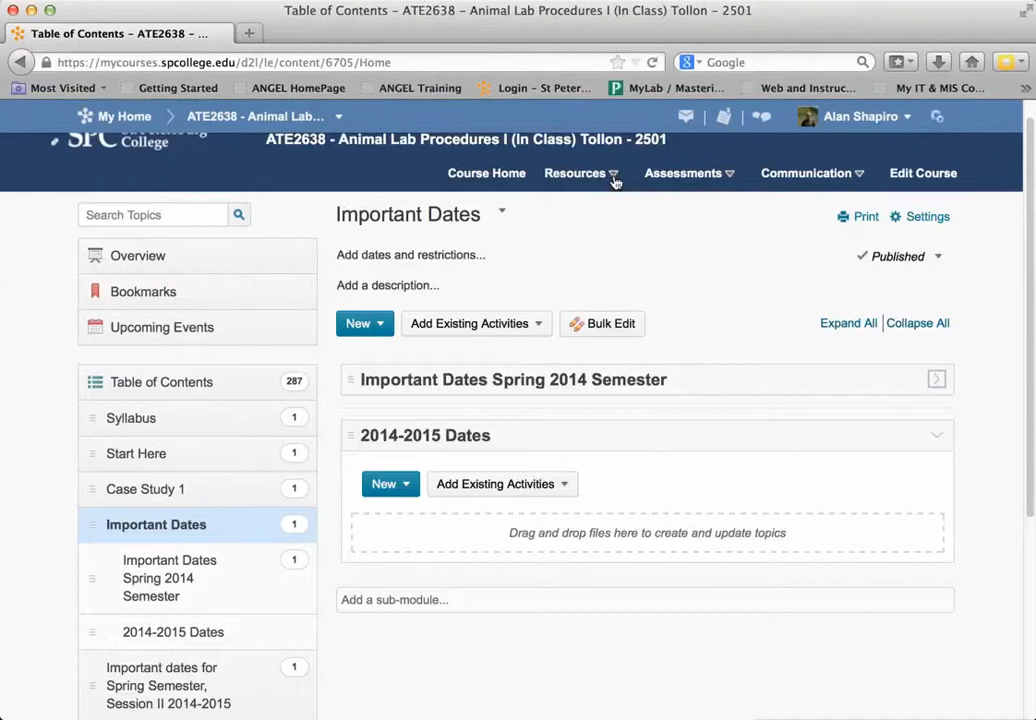 Table of Contents – ATE2638 – Animal Lab Procedures I (In Class) Tollon – 2501
Table of Contents – ATE2638 – ...
https://mycourses.spcollege.edu/d2l/le/content/6705/Home
Google
Most Visited
Getting Started
ANGEL HomePage
ANGEL Training
Login – St Peter...
MyLab / Masteri...
Web and Instruc...
My IT & MIS Co...
My Home
ATE2638 - Animal Lab...
Alan Shapiro
SPC
College
ATE2638 - Animal Lab Procedures I (In Class) Tollon - 2501
Course Home
Resources
Assessments
Communication
Edit Course
Search Topics
Important Dates
Print
Settings
Overview
Add dates and restrictions...
Published
Bookmarks
Add a description...
Upcoming Events
New
Add Existing Activities
Bulk Edit
Expand All
Collapse All
Table of Contents
287
Important Dates Spring 2014 Semester
Syllabus
1
2014-2015 Dates
Start Here
1
New
Add Existing Activities
Case Study 1
1
Important Dates
1
Drag and drop files here to create and update topics
Important Dates
Spring 2014
Semester
1
Add a sub-module...
2014-2015 Dates
Important dates for
Spring Semester,
Session II 2014-2015
1